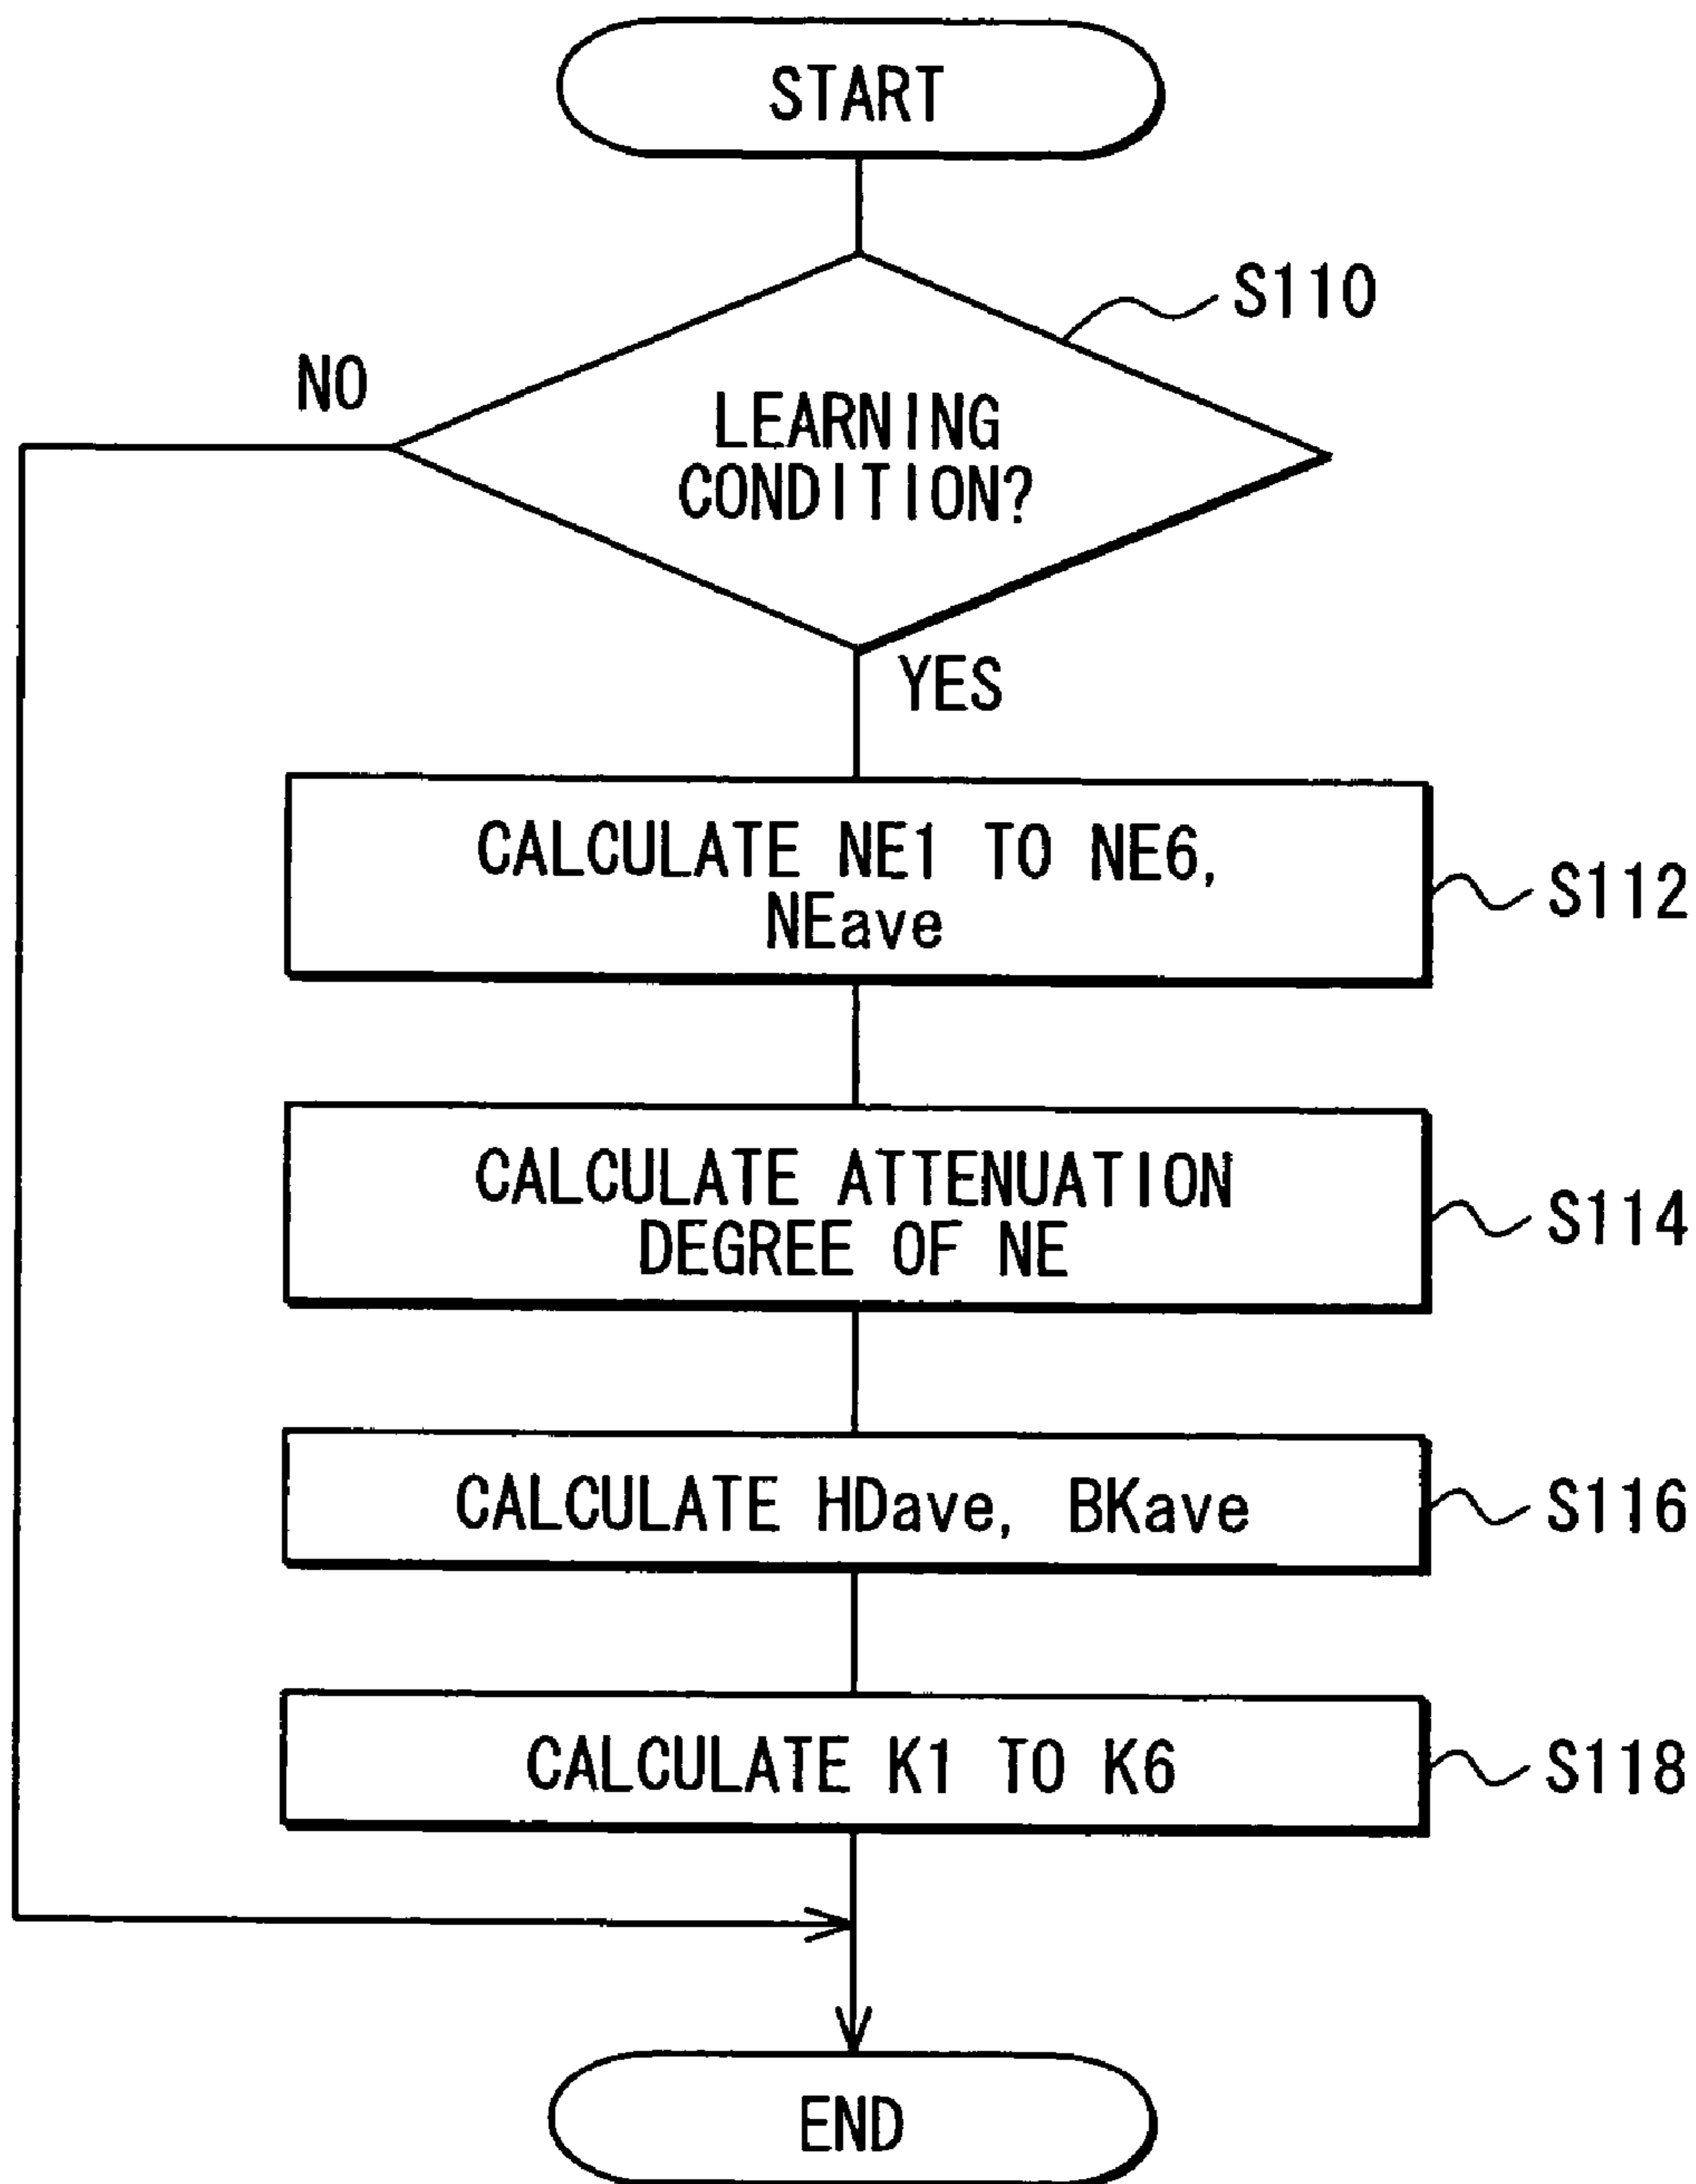 START
S110
NO
LEARNING
CONDITION?
YES
CALCULATE NE1 TO NE6,
NEave
S112
CALCULATE ATTENUATION
DEGREE OF NE
S114
CALCULATE HDave, BKave
S116
CALCULATE K1 TO K6
S118
END